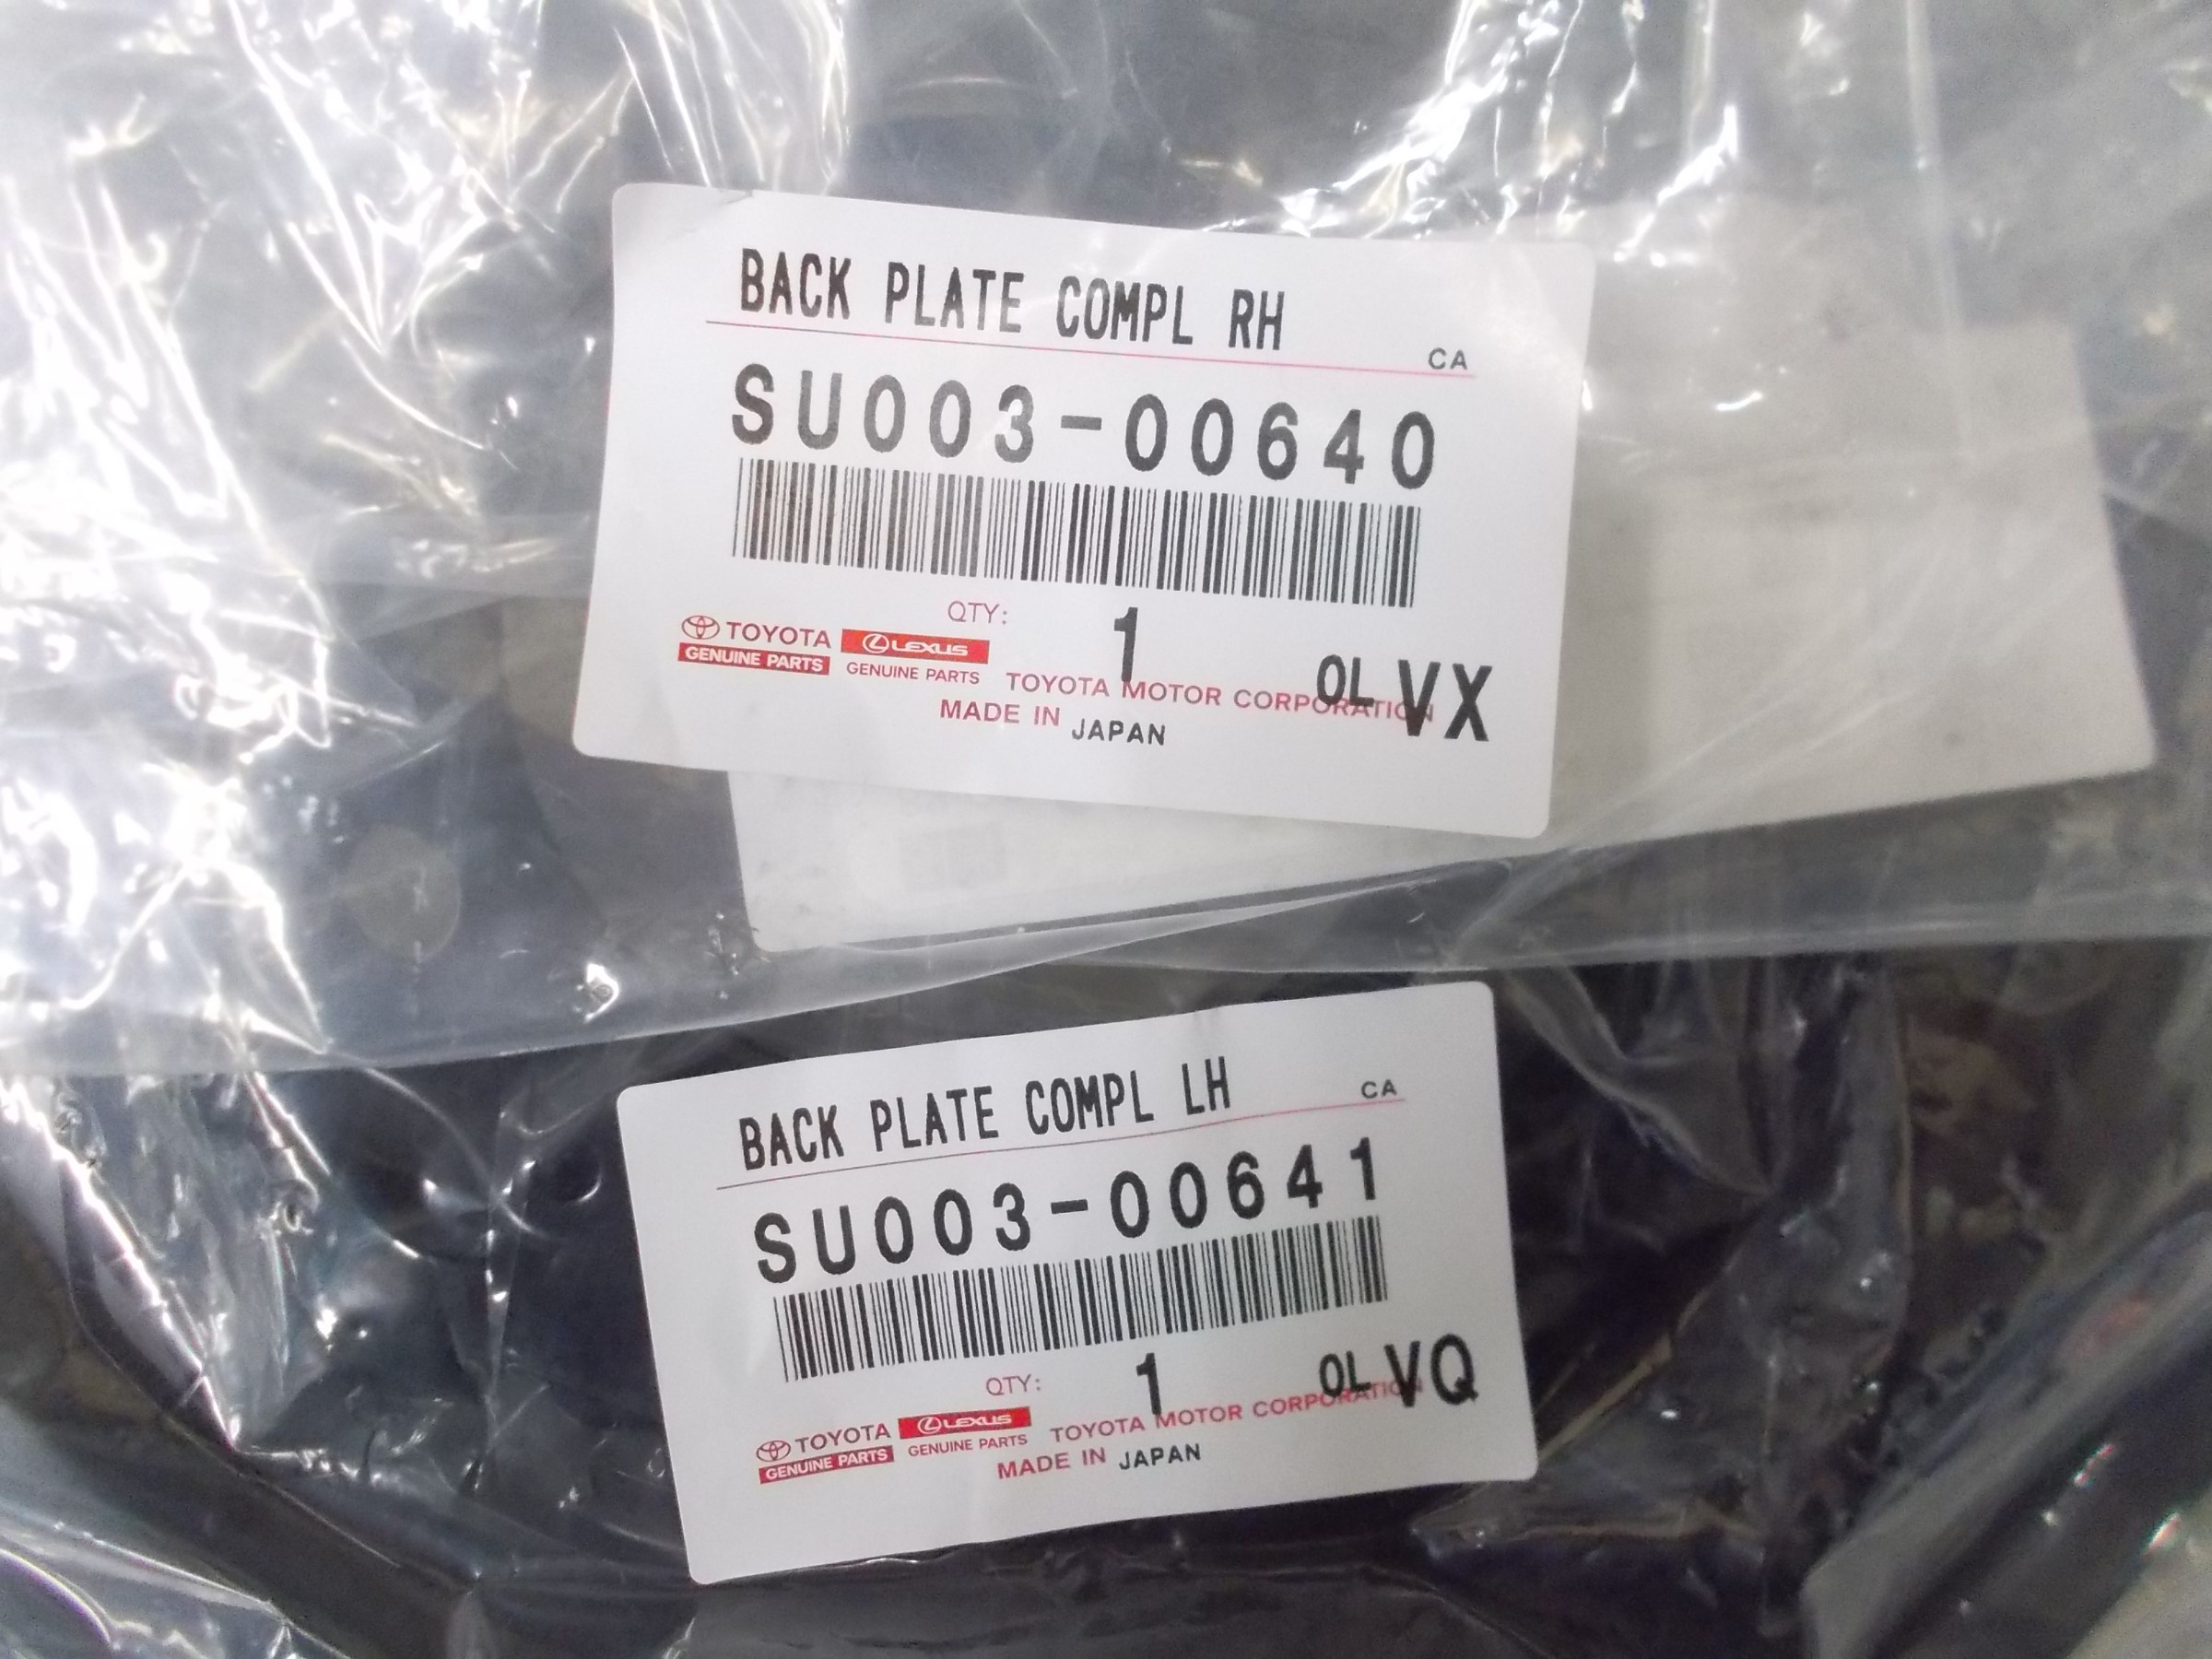 BACK PLATE COMPL RH
CA
SU003-00640
QTY: 1
TOYOTA LEXUS
GENUINE PARTS GENUINE PARTS
TOYOTA MOTOR CORPORATION
0L VX
MADE IN JAPAN
BACK PLATE COMPL LH
CA
SU003-00641
QTY: 1
0L VQ
TOYOTA LEXUS
GENUINE PARTS GENUINE PARTS
TOYOTA MOTOR CORPORATION
MADE IN JAPAN